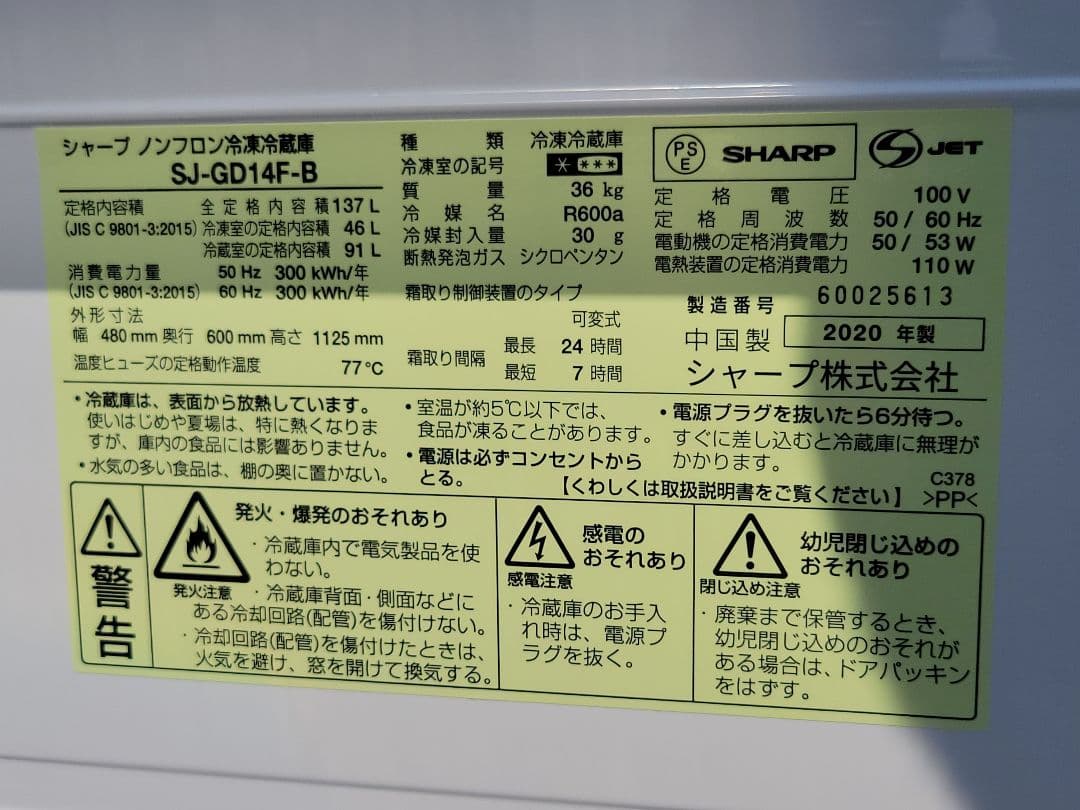 シャープ ノンフロン冷凍冷蔵庫
SJ-GD14F-B
定格内容積 全定格内容積 137 L
(JIS C 9801-3:2015) 冷凍室の定格内容積 46 L
冷蔵室の定格内容積 91 L
消費電力量 50 Hz 300 kWh/年
(JIS C 9801-3:2015) 60 Hz 300 kWh/年
外形寸法
幅 480 mm 奥行 600 mm 高さ 1125 mm
温度ヒューズの定格動作温度 77℃
種類 冷凍冷蔵庫
冷凍室の記号 * ***
質量 36 kg
冷媒名 R600a
冷媒封入量 30 g
断熱発泡ガス シクロペンタン
霜取り制御装置のタイプ
可変式
霜取り間隔 最長 24 時間
最短 7 時間
PSE SHARP S JET
定格電圧 100 V
定格周波数 50 / 60 Hz
電動機の定格消費電力 50 / 53 W
電熱装置の定格消費電力 110 W
製造番号 60025613
中国製 2020 年製
シャープ株式会社
・冷蔵庫は、表面から放熱しています。
使いはじめや夏場は、特に熱くなりま
すが、庫内の食品には影響ありません。
・水気の多い食品は、棚の奥に置かない。
・室温が約5℃以下では、
食品が凍ることがあります。
・電源は必ずコンセントから
とる。
・電源プラグを抜いたら6分待つ。
すぐに差し込むと冷蔵庫に無理が
かかります。
【くわしくは取扱説明書をご覧ください】
C378
>PP<
警告
発火・爆発のおそれあり
発火注意
・冷蔵庫内で電気製品を使
わない。
・冷蔵庫背面・側面などに
ある冷却回路(配管)を傷付けない。
・冷却回路(配管)を傷付けたときは、
火気を避け、窓を開けて換気する。
感電の
おそれあり
感電注意
・冷蔵庫のお手入
れ時は、電源プ
ラグを抜く。
幼児閉じ込めの
おそれあり
閉じ込め注意
・廃棄まで保管するとき、
幼児閉じ込めのおそれが
ある場合は、ドアパッキン
をはずす。